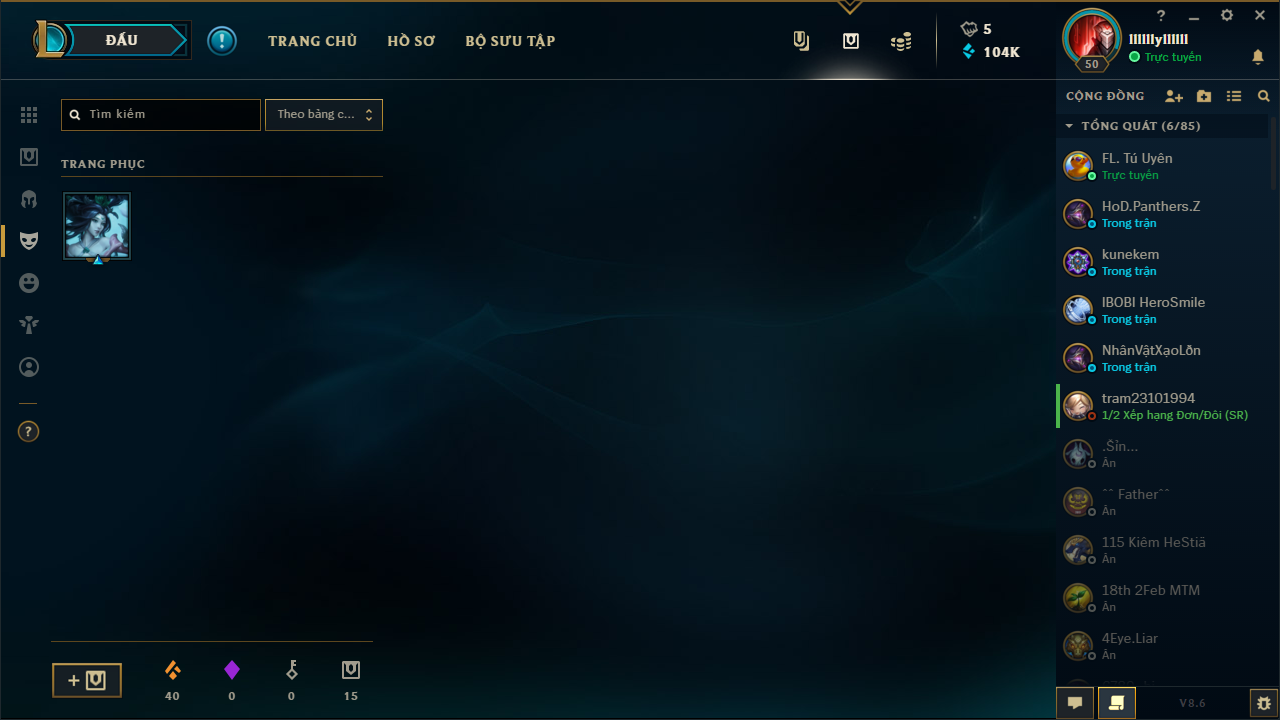 ĐẤU
TRANG CHỦ
HỒ SƠ
BỘ SƯU TẬP
5
104K
50
llllllyllllll
Trực tuyến
Tìm kiếm
Theo bảng c...
TRANG PHỤC
40
0
0
15
CỘNG ĐỒNG
TỔNG QUÁT (6/85)
FL. Tú Uyên
Trực tuyến
HoD.Panthers.Z
Trong trận
kunekem
Trong trận
IBOBI HeroSmile
Trong trận
NhânVậtXạoLðn
Trong trận
tram23101994
1/2 Xếp hạng Đơn/Đôi (SR)
.Šỉn...
Ẩn
^^ Father^^
Ẩn
115 Kiêm HeStiã
Ẩn
18th 2Feb MTM
Ẩn
4Eye.Liar
Ẩn
V8.6